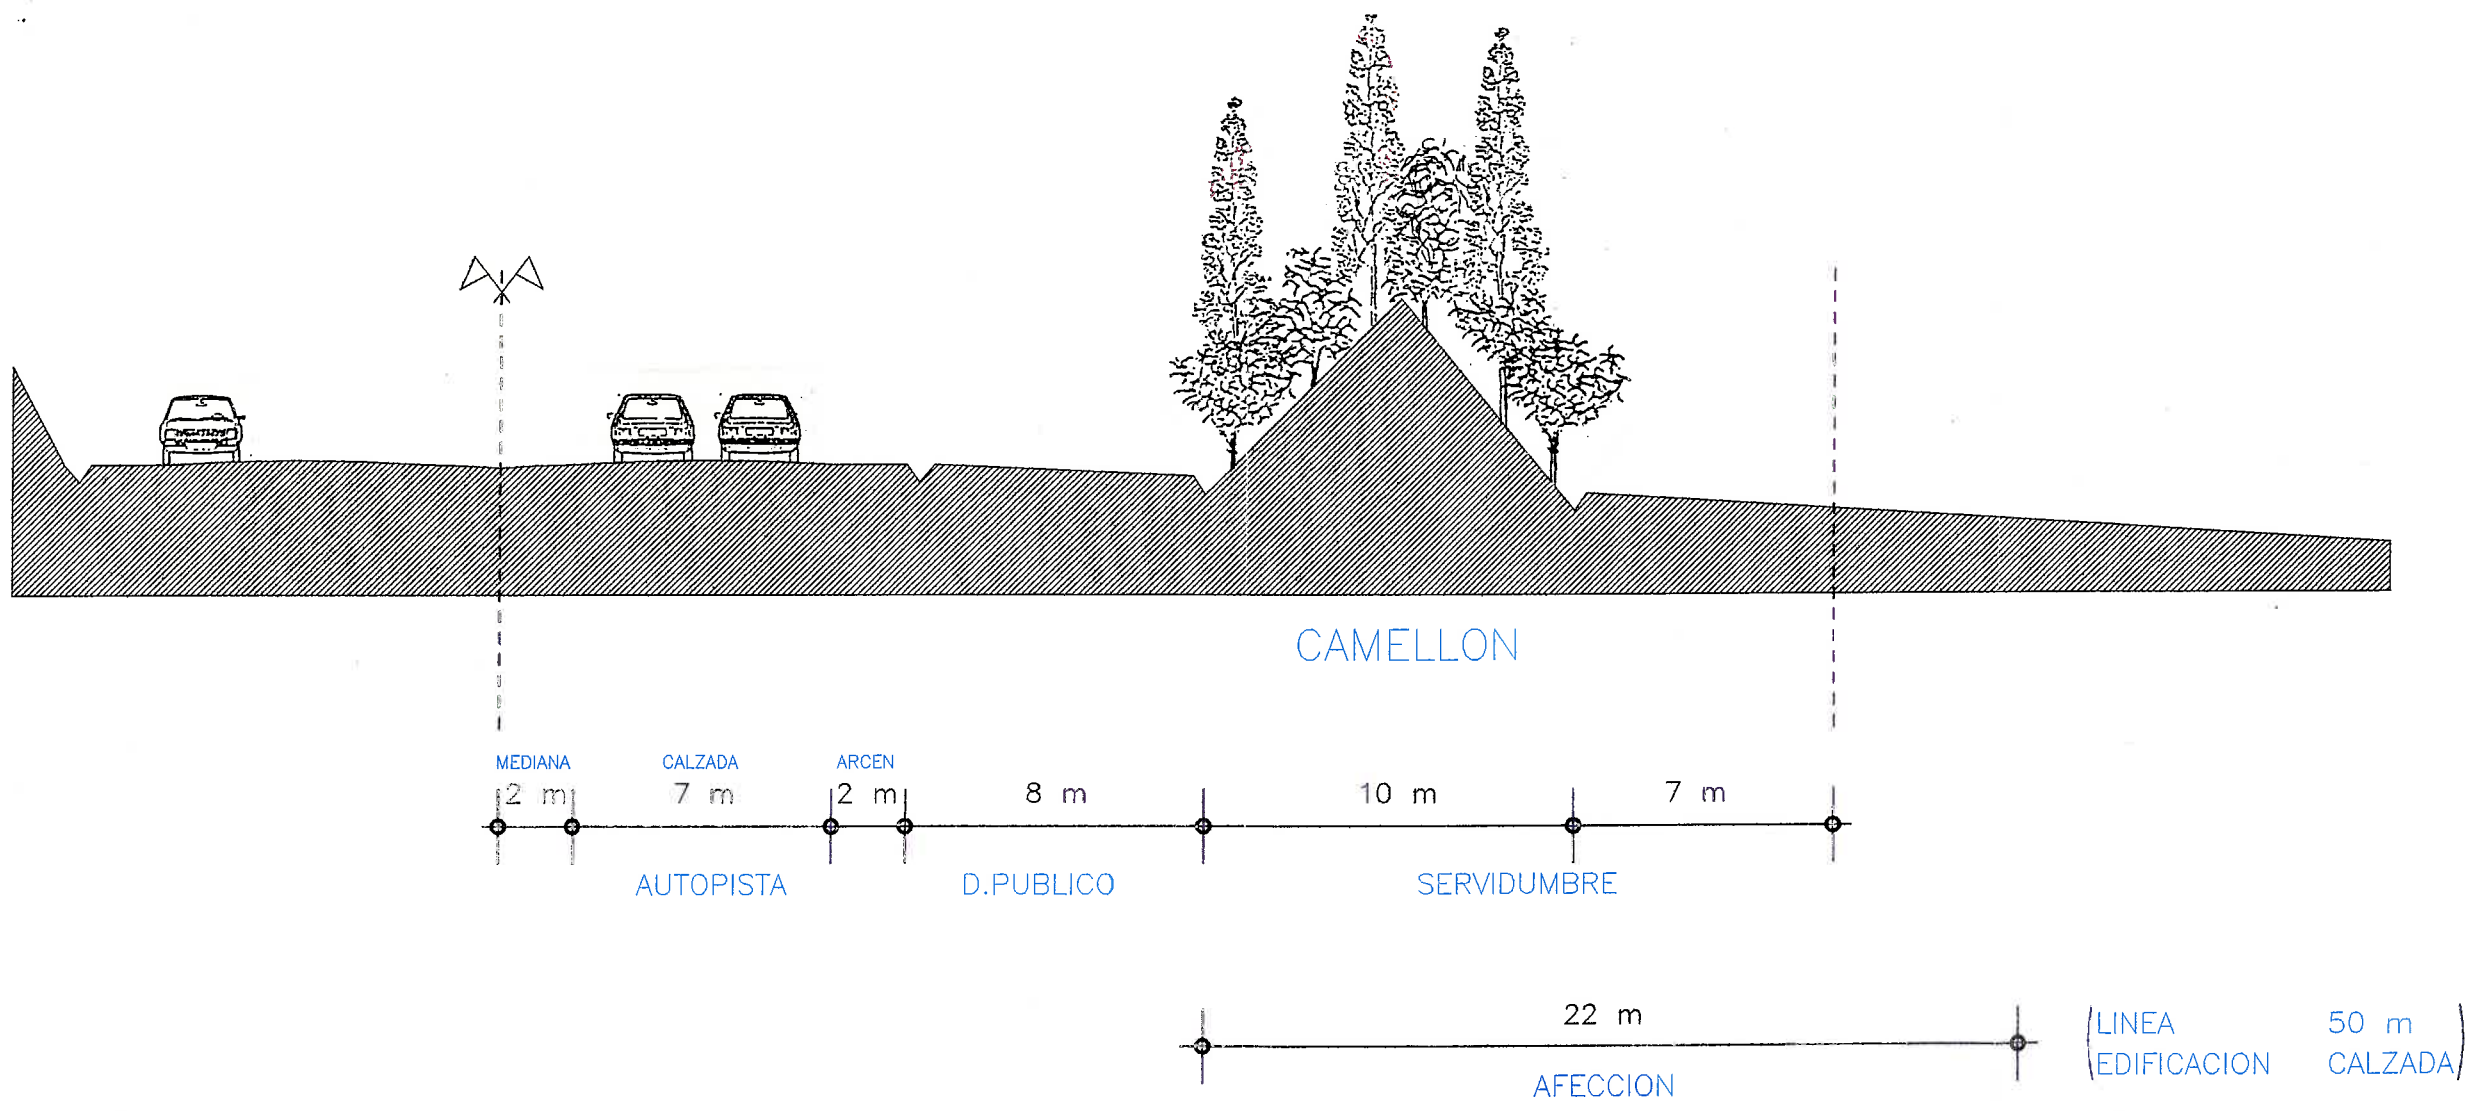 CAMELLON
MEDIANA CALZADA ARCEN
2 m 7 m 2 m 8 m 10 m 7 m
AUTOPISTA D.PUBLICO SERVIDUMBRE
22 m
AFECCION
(LINEA 50 m
EDIFICACION CALZADA)